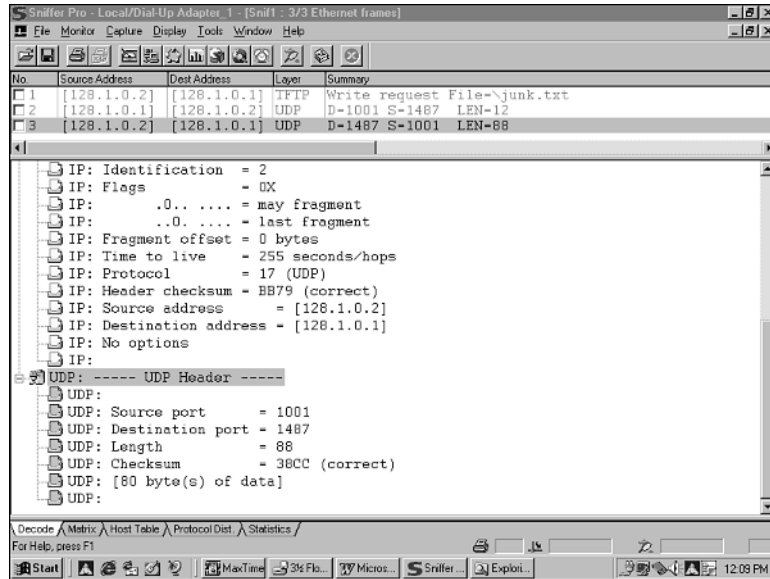 Sniffer Pro - Local/Dial-Up Adapter_1 - [Snif1 : 3/3 Ethernet frames]
File Monitor Capture Display Tools Window Help
No. Source Address Dest Address Layer Summary
1 [128.1.0.2] [128.1.0.1] TFTP Write request File=\junk.txt
2 [128.1.0.1] [128.1.0.2] UDP D=1001 S=1487 LEN=12
3 [128.1.0.2] [128.1.0.1] UDP D=1487 S=1001 LEN=88
IP: Identification = 2
IP: Flags = 0X
IP: .0.. .... = may fragment
IP: ..0. .... = last fragment
IP: Fragment offset = 0 bytes
IP: Time to live = 255 seconds/hops
IP: Protocol = 17 (UDP)
IP: Header checksum = BB79 (correct)
IP: Source address = [128.1.0.2]
IP: Destination address = [128.1.0.1]
IP: No options
IP:
UDP: ----- UDP Header -----
UDP:
UDP: Source port = 1001
UDP: Destination port = 1487
UDP: Length = 88
UDP: Checksum = 38CC (correct)
UDP: [80 byte(s) of data]
UDP:
Decode Matrix Host Table Protocol Dist. Statistics
For Help, press F1
Start MaxTime 3½ Flo... Micros... Sniffer ... Explori... 12:09 PM